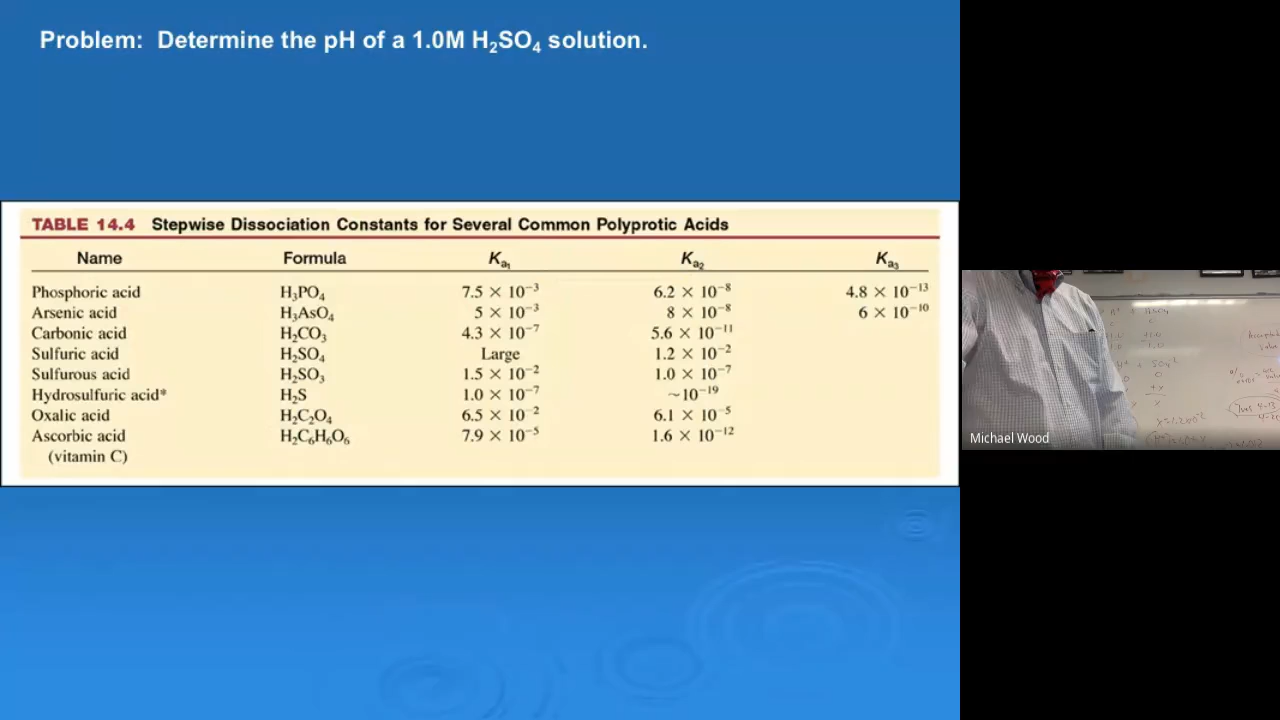 Problem: Determine the pH of a 1.0M H₂SO₄ solution.
TABLE 14.4 Stepwise Dissociation Constants for Several Common Polyprotic Acids
Name Formula Kₐ₁ Kₐ₂ Kₐ₃
Phosphoric acid H₃PO₄ 7.5 × 10⁻³ 6.2 × 10⁻⁸ 4.8 × 10⁻¹³
Arsenic acid H₃AsO₄ 5 × 10⁻³ 8 × 10⁻⁸ 6 × 10⁻¹⁰
Carbonic acid H₂CO₃ 4.3 × 10⁻⁷ 5.6 × 10⁻¹¹
Sulfuric acid H₂SO₄ Large 1.2 × 10⁻²
Sulfurous acid H₂SO₃ 1.5 × 10⁻² 1.0 × 10⁻⁷
Hydrosulfuric acid* H₂S 1.0 × 10⁻⁷ ~10⁻¹⁹
Oxalic acid H₂C₂O₄ 6.5 × 10⁻² 6.1 × 10⁻⁵
Ascorbic acid H₂C₆H₆O₆ 7.9 × 10⁻⁵ 1.6 × 10⁻¹²
(vitamin C)
Michael Wood